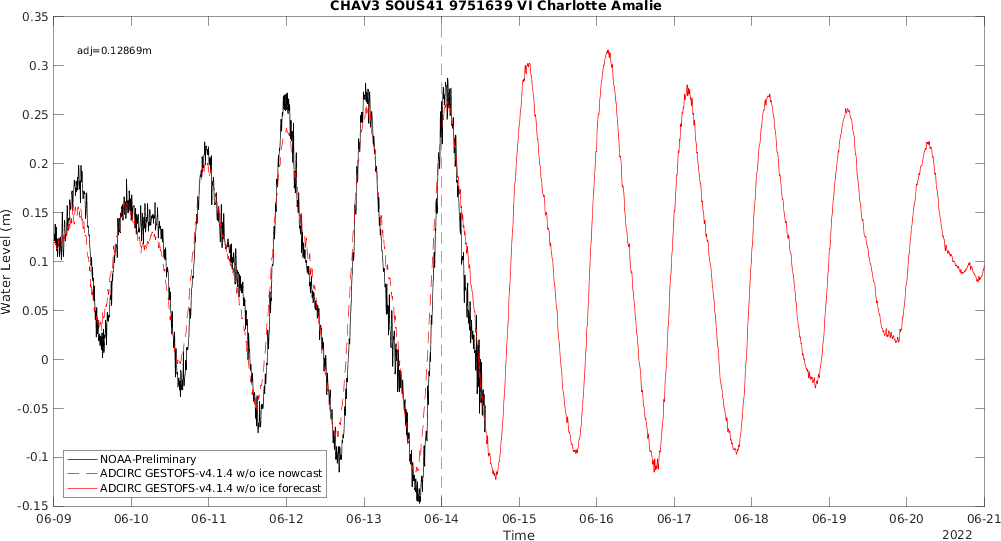 CHAV3 SOUS41 9751639 VI Charlotte Amalie
adj=0.12869m
0.35
0.3
0.25
0.2
0.15
0.1
0.05
0
-0.05
-0.1
-0.15
Water Level (m)
NOAA-Preliminary
ADCIRC GESTOFS-v4.1.4 w/o ice nowcast
ADCIRC GESTOFS-v4.1.4 w/o ice forecast
06-09 06-10 06-11 06-12 06-13 06-14 06-15 06-16 06-17 06-18 06-19 06-20 06-21
Time
2022